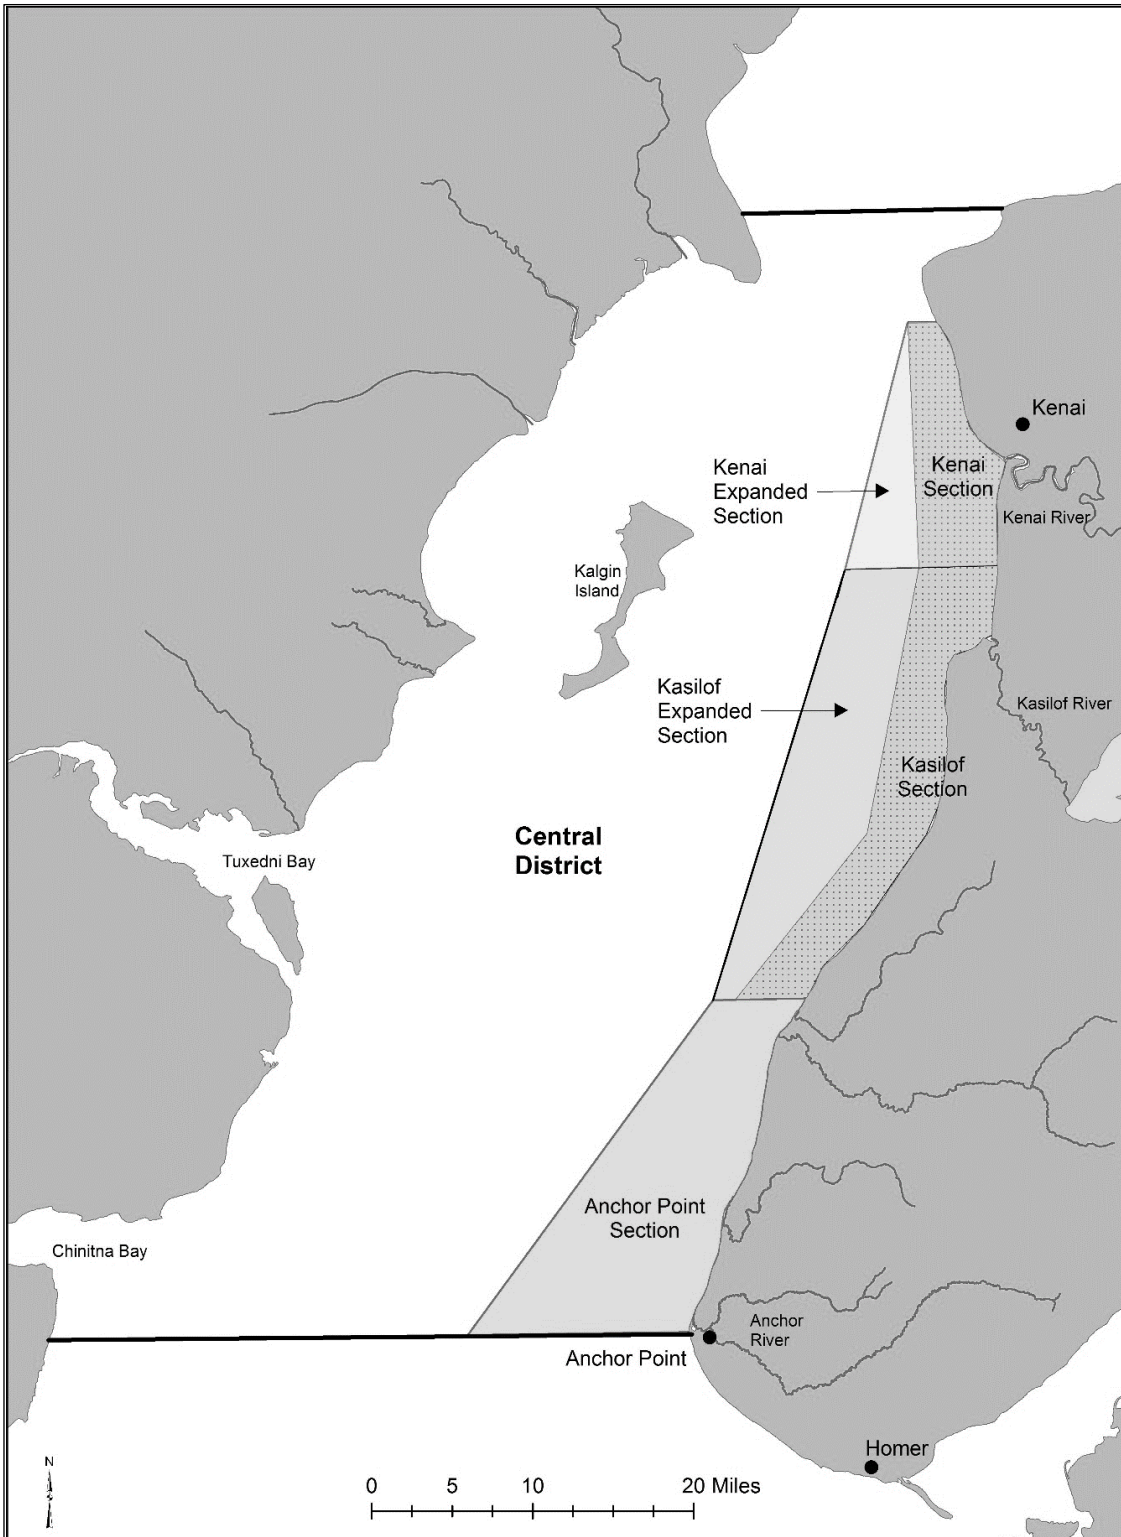 Kenai
Kenai
Expanded
Section
Kenai
Section
Kenai River
Kalgin
Island
Kasilof
Expanded
Section
Kasilof River
Kasilof
Section
Central
District
Tuxedni Bay
Anchor Point
Section
Chinitna Bay
Anchor
River
Anchor Point
Homer
N
0 5 10 20 Miles